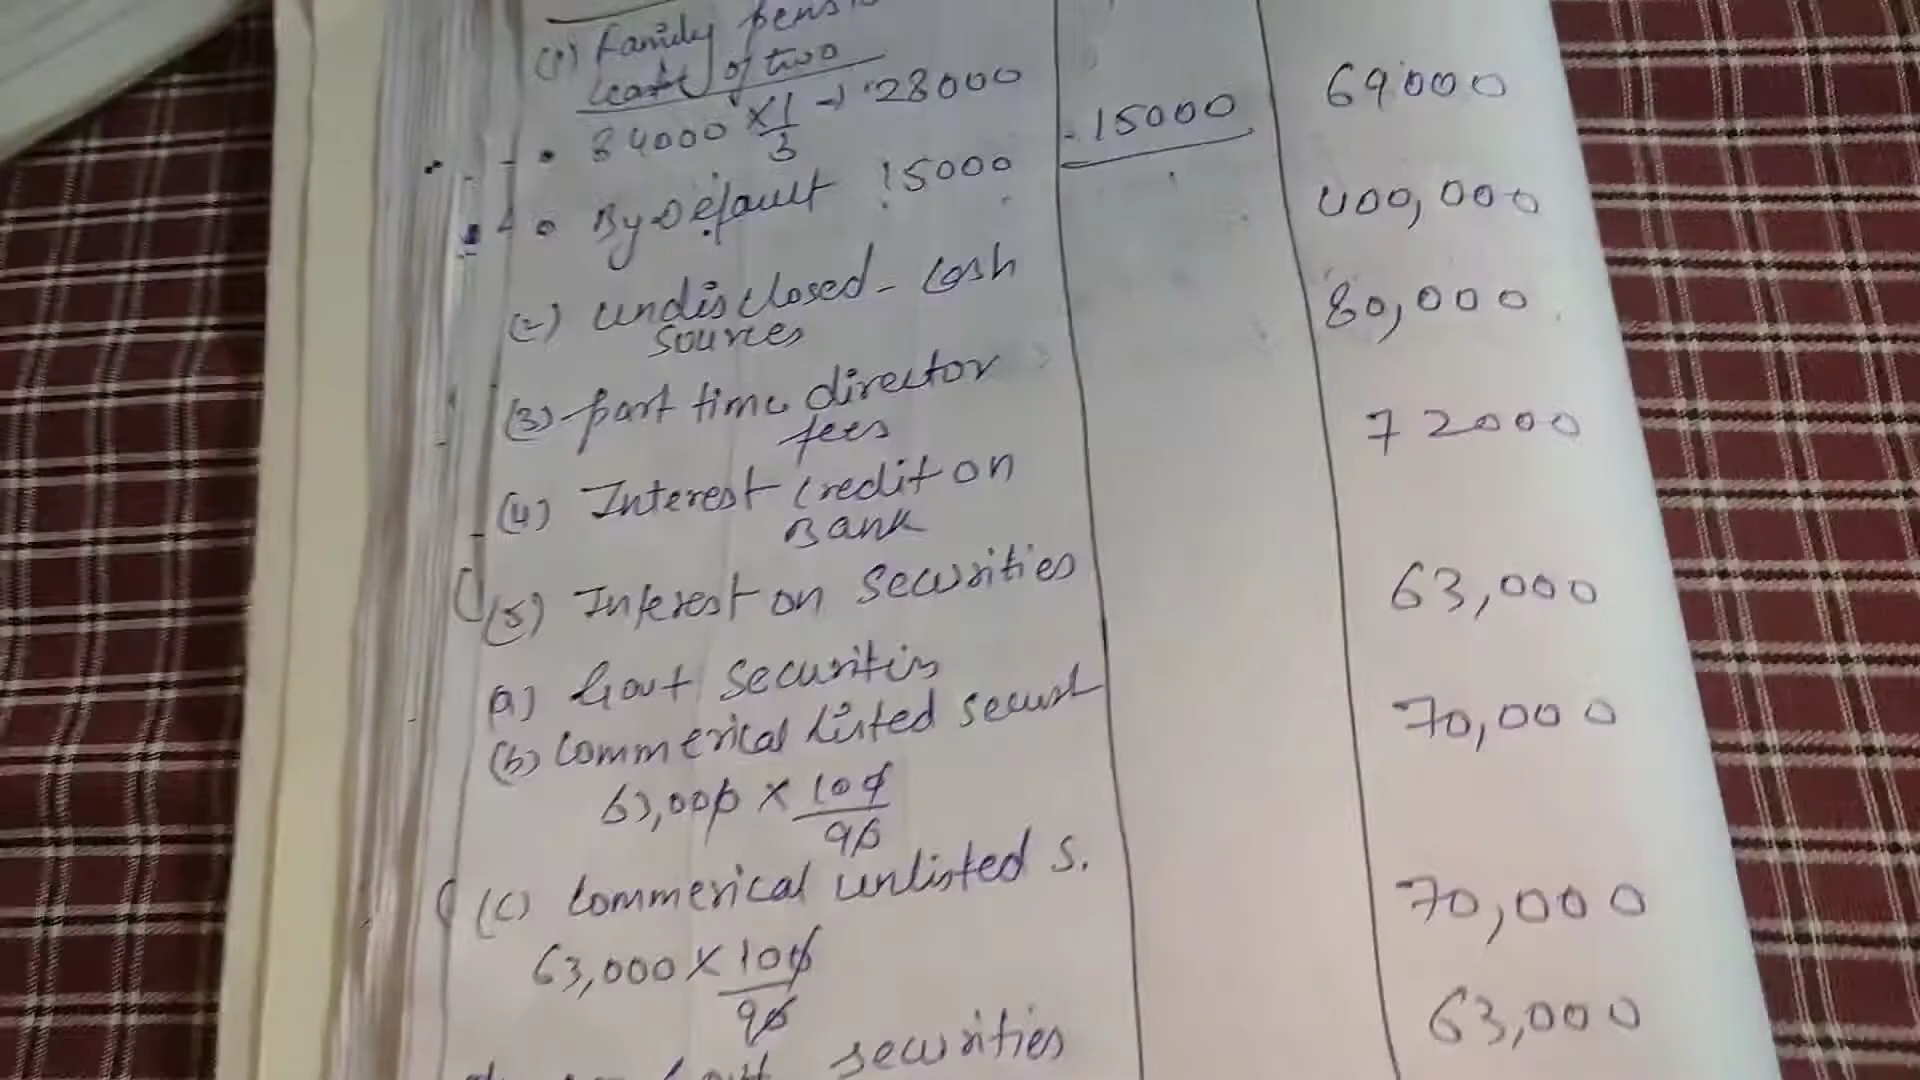 (1) Family pens
least of two
84000 × 1/3 → 28000 - 15000 69000
By Default 15000
400,000
(2) undisclosed - cash
sources
80,000
(3) part time director
fees
72000
(4) Interest credit on
Bank
(5) Interest on securities
63,000
a) Govt securities
(b) Commerical Listed securt
70,000
63,000 × 100/90
(c) Commerical unlisted s.
70,000
63,000 × 100/90
securities 63,000